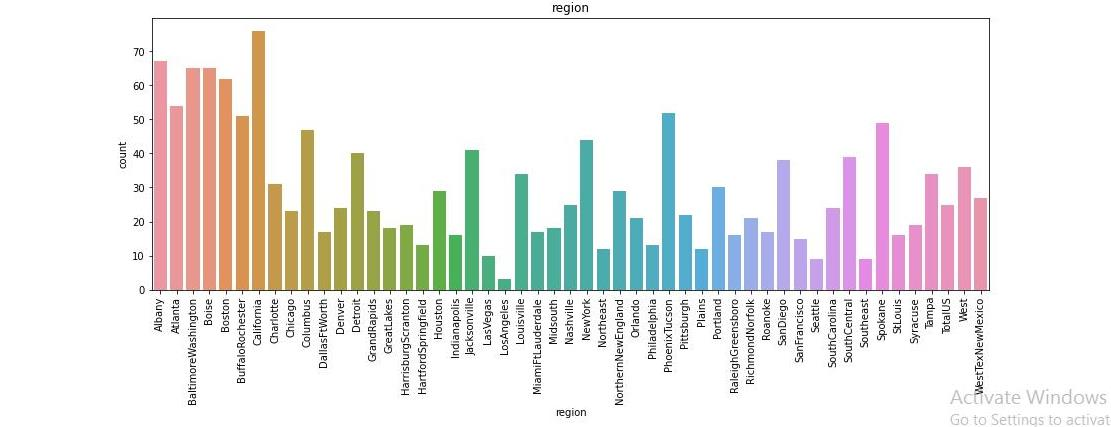 region
70
60
50
40
30
20
10
0
count
Albany
Atlanta
BaltimoreWashington
Boise
Boston
BuffaloRochester
California
Charlotte
Chicago
Columbus
DallasFtWorth
Denver
Detroit
GrandRapids
GreatLakes
HarrisburgScranton
HartfordSpringfield
Houston
Indianapolis
Jacksonville
LasVegas
LosAngeles
Louisville
MiamiFtLauderdale
Midsouth
Nashville
NewYork
Northeast
NorthernNewEngland
Orlando
Philadelphia
PhoenixTucson
Pittsburgh
Plains
Portland
RaleighGreensboro
RichmondNorfolk
Roanoke
SanDiego
SanFrancisco
Seattle
SouthCarolina
SouthCentral
Southeast
Spokane
StLouis
Syracuse
Tampa
TotalUS
West
WestTexNewMexico
region
Activate Windows
Go to Settings to activat